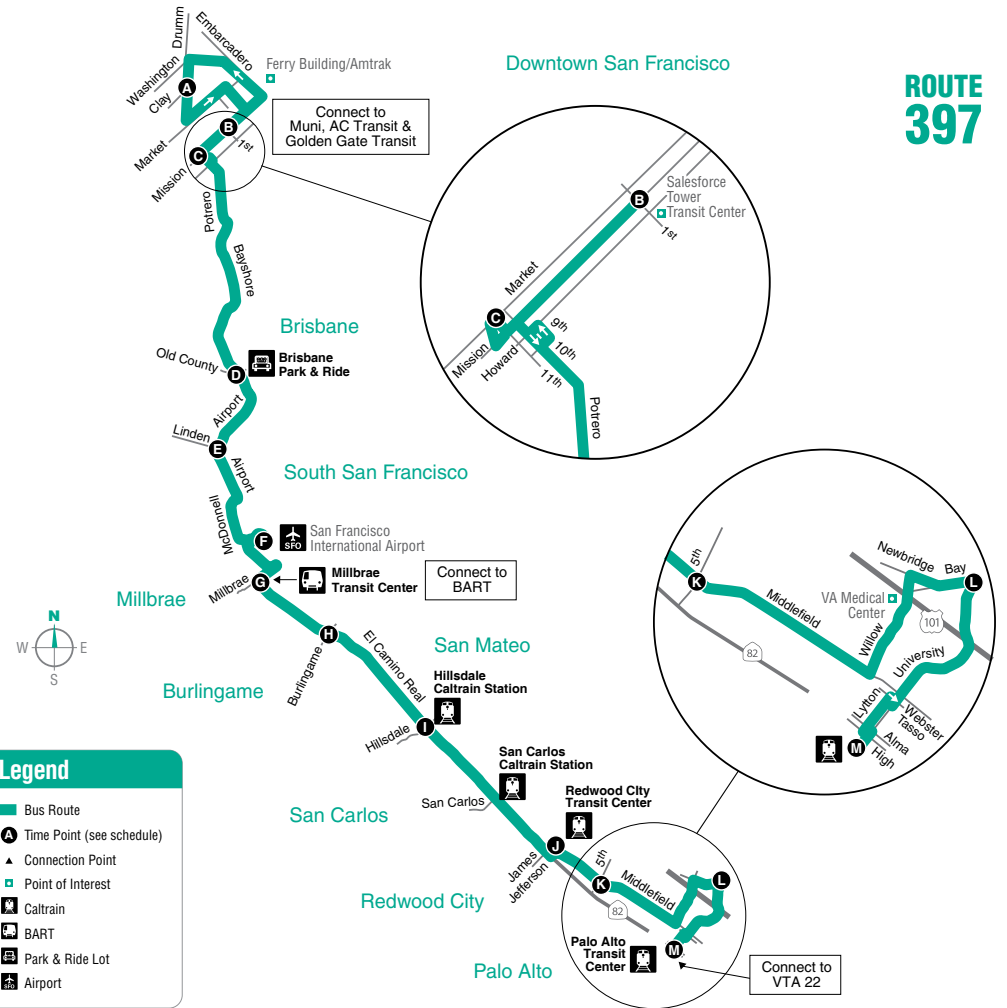 ROUTE
397
Downtown San Francisco
Drumm
Embarcadero
Washington
Clay
A
Ferry Building/Amtrak
Connect to
Muni, AC Transit &
Golden Gate Transit
Market
B
1st
C
Mission
Potrero
Bayshore
Salesforce
Tower
Transit Center
B
1st
Market
C
Mission
Howard
9th
10th
11th
Potrero
Brisbane
Old County
D
Brisbane
Park & Ride
Airport
Linden
E
Airport
South San Francisco
McDonnell
F
SFO
San Francisco
International Airport
Millbrae
G
Millbrae
Transit Center
Connect to
BART
Millbrae
N
W
E
S
H
Burlingame
Burlingame
El Camino Real
San Mateo
Hillsdale
Caltrain Station
I
Hillsdale
San Carlos
Caltrain Station
San Carlos
San Carlos
Redwood CIty
Transit Center
J
James
Jefferson
5th
K
Middlefield
L
82
Redwood City
Palo Alto
Transit
Center
M
Palo Alto
Connect to
VTA 22
5th
K
Middlefield
82
Newbridge
Bay
L
VA Medical
Center
101
Willow
University
Lytton
Webster
Tasso
Alma
High
M
Legend
Bus Route
A
Time Point (see schedule)
Connection Point
Point of Interest
Caltrain
BART
Park & Ride Lot
SFO
Airport